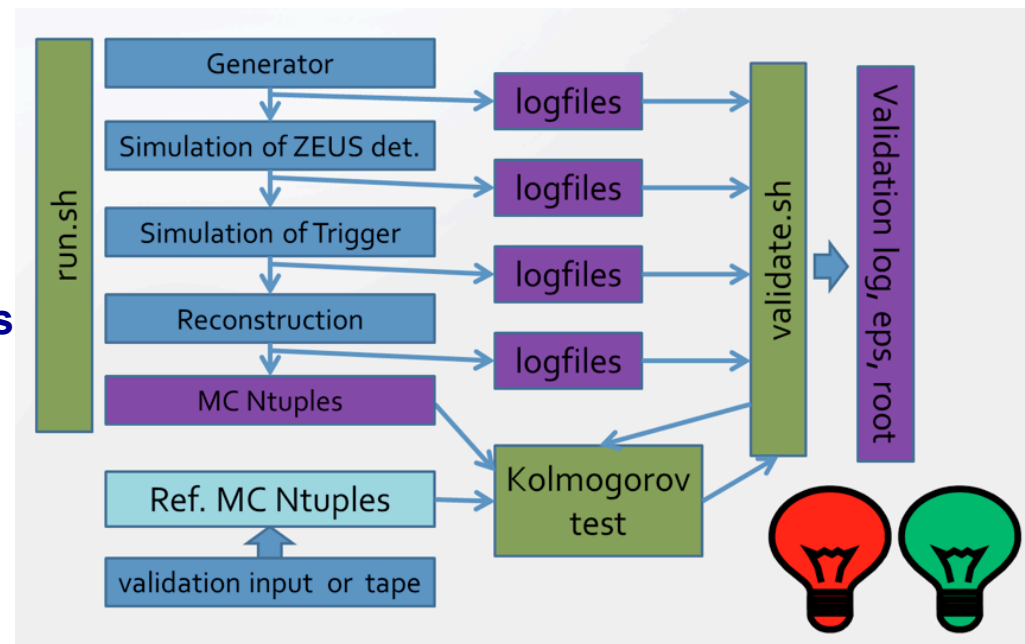 run.sh
Generator
Simulation of ZEUS det.
Simulation of Trigger
Reconstruction
MC Ntuples
Ref. MC Ntuples
validation input or tape
s
logfiles
logfiles
logfiles
logfiles
Kolmogorov
test
validate.sh
Validation log, eps, root